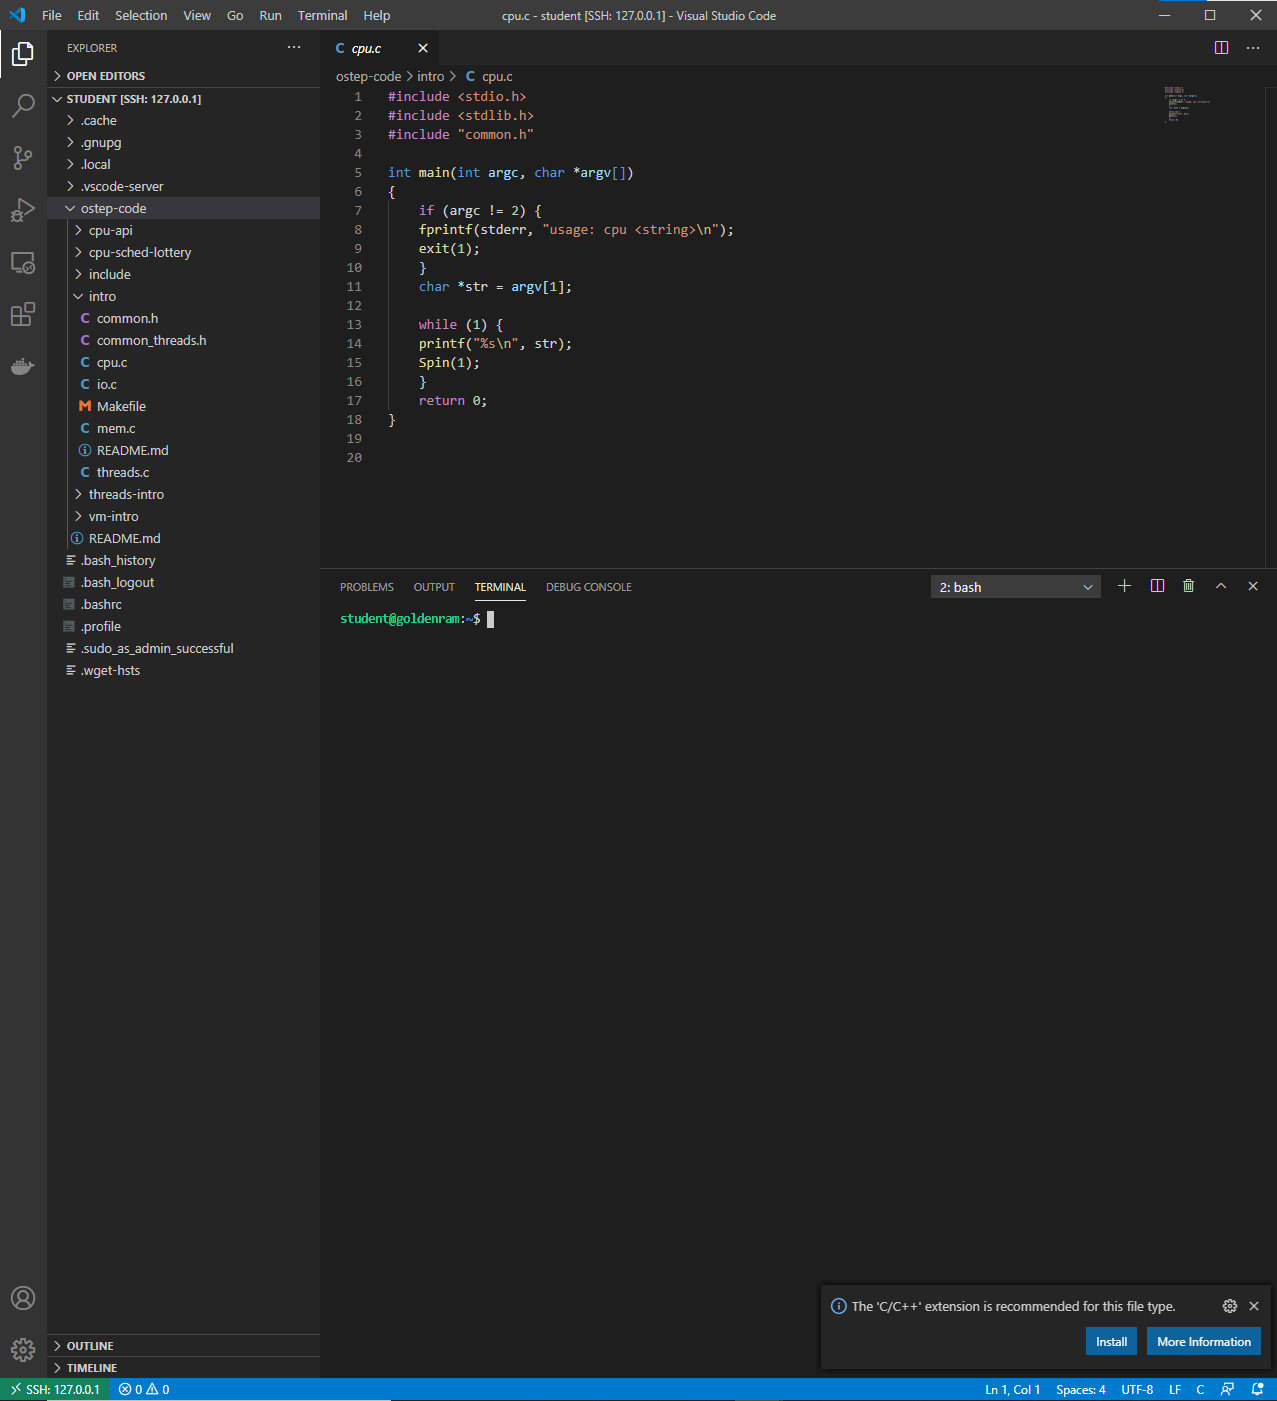 File Edit Selection View Go Run Terminal Help
cpu.c - student [SSH: 127.0.0.1] - Visual Studio Code
EXPLORER
OPEN EDITORS
STUDENT [SSH: 127.0.0.1]
.cache
.gnupg
.local
.vscode-server
ostep-code
cpu-api
cpu-sched-lottery
include
intro
C common.h
C common_threads.h
C cpu.c
C io.c
M Makefile
C mem.c
README.md
C threads.c
threads-intro
vm-intro
README.md
.bash_history
.bash_logout
.bashrc
.profile
.sudo_as_admin_successful
.wget-hsts
OUTLINE
TIMELINE
C cpu.c
ostep-code > intro > C cpu.c
1 #include <stdio.h>
2 #include <stdlib.h>
3 #include "common.h"
4
5 int main(int argc, char *argv[])
6 {
7 if (argc != 2) {
8 fprintf(stderr, "usage: cpu <string>\n");
9 exit(1);
10 }
11 char *str = argv[1];
12
13 while (1) {
14 printf("%s\n", str);
15 Spin(1);
16 }
17 return 0;
18 }
19
20
PROBLEMS OUTPUT TERMINAL DEBUG CONSOLE
2: bash
student@goldenram:~$
The 'C/C++' extension is recommended for this file type.
Install More Information
SSH: 127.0.0.1 0 0
Ln 1, Col 1 Spaces: 4 UTF-8 LF C